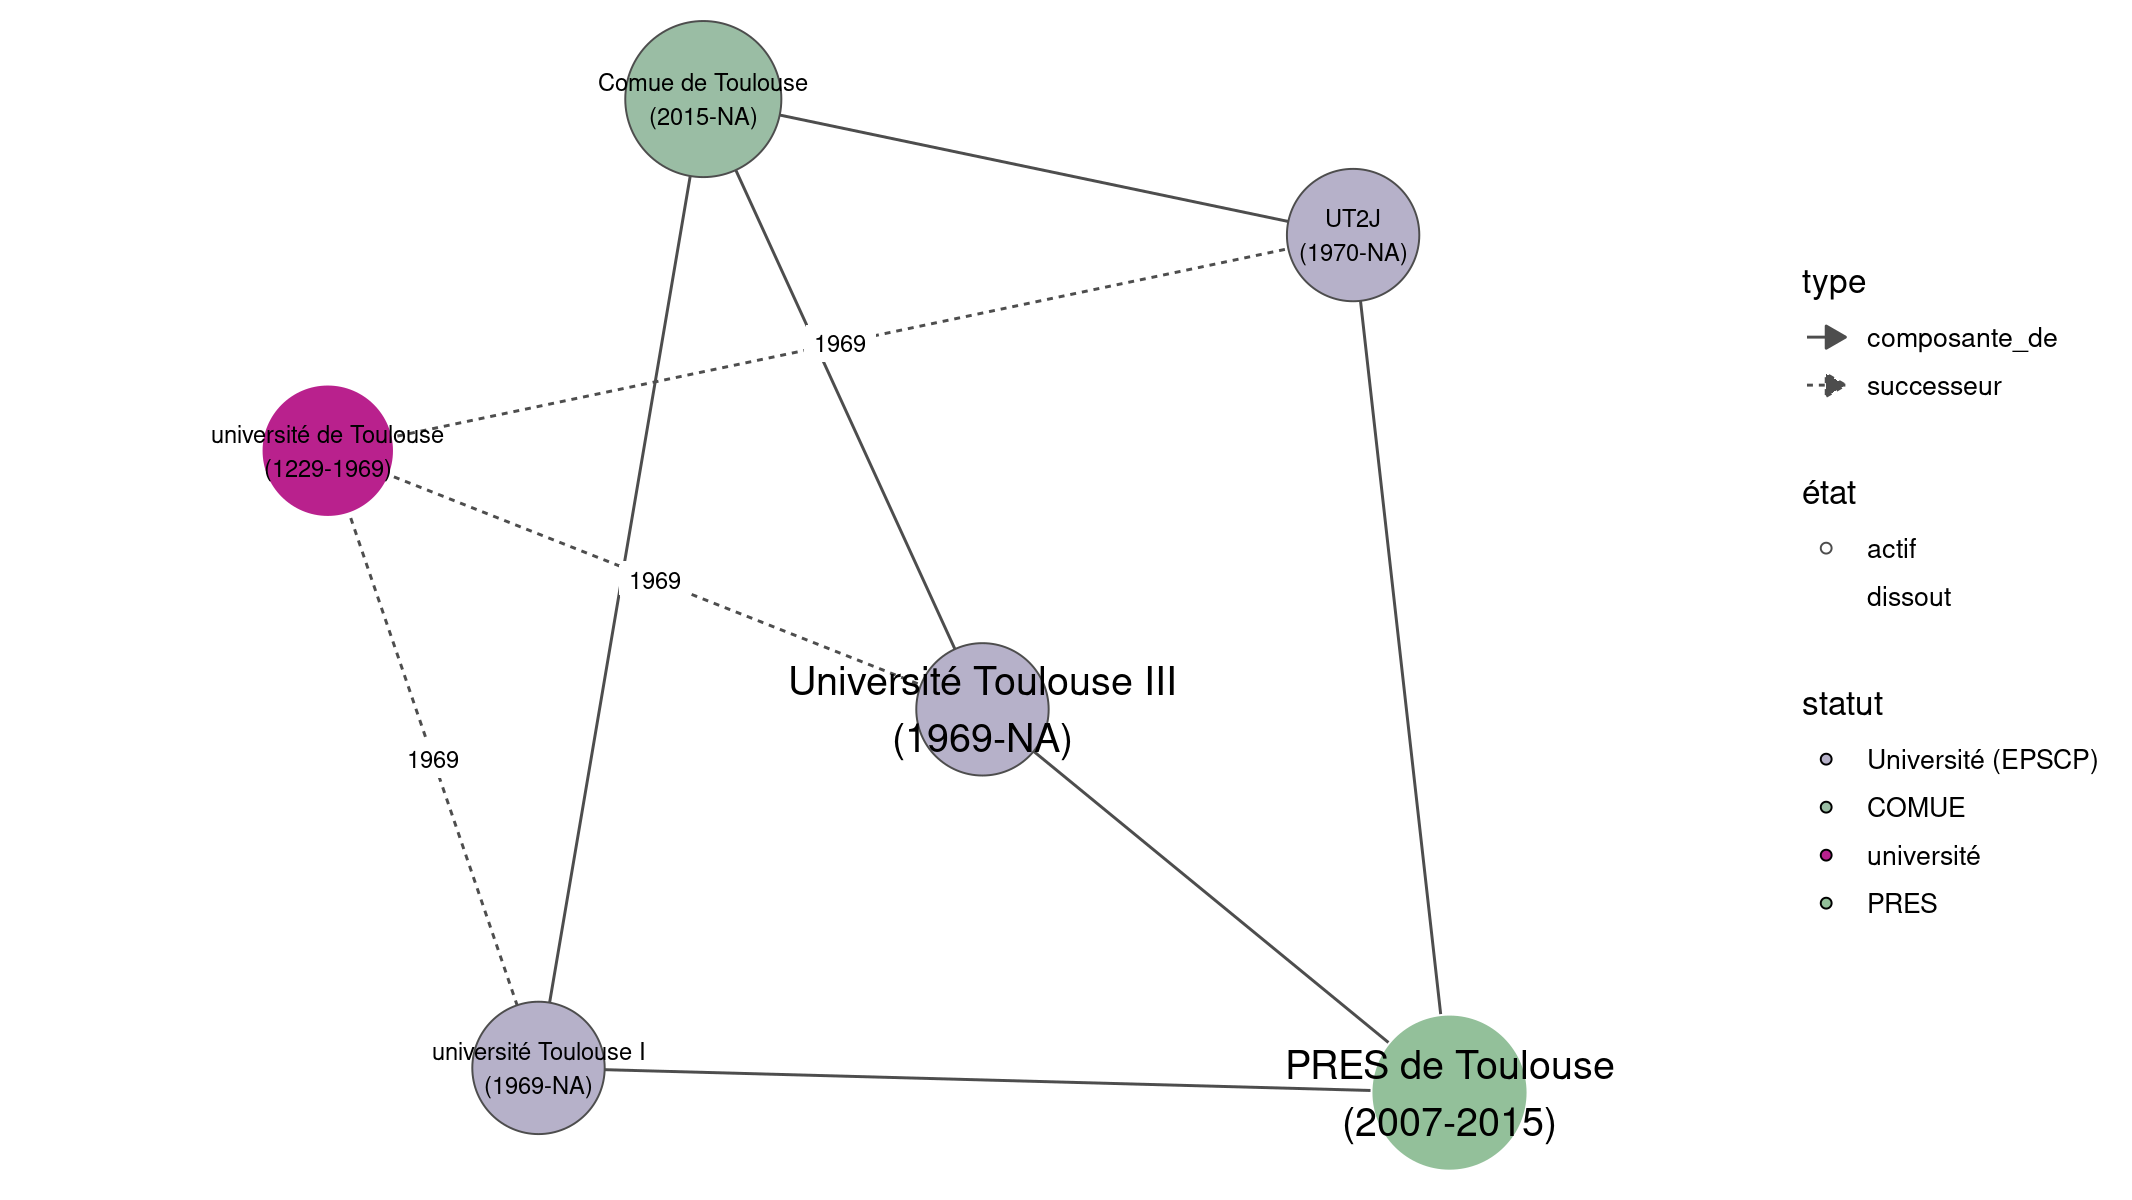 Comue de Toulouse
(2015-NA)
UT2J
(1970-NA)
1969
université de Toulouse
(1229-1969)
1969
Université Toulouse III
(1969-NA)
1969
université Toulouse I
(1969-NA)
PRES de Toulouse
(2007-2015)
type
composante_de
successeur
état
actif
dissout
statut
Université (EPSCP)
COMUE
université
PRES